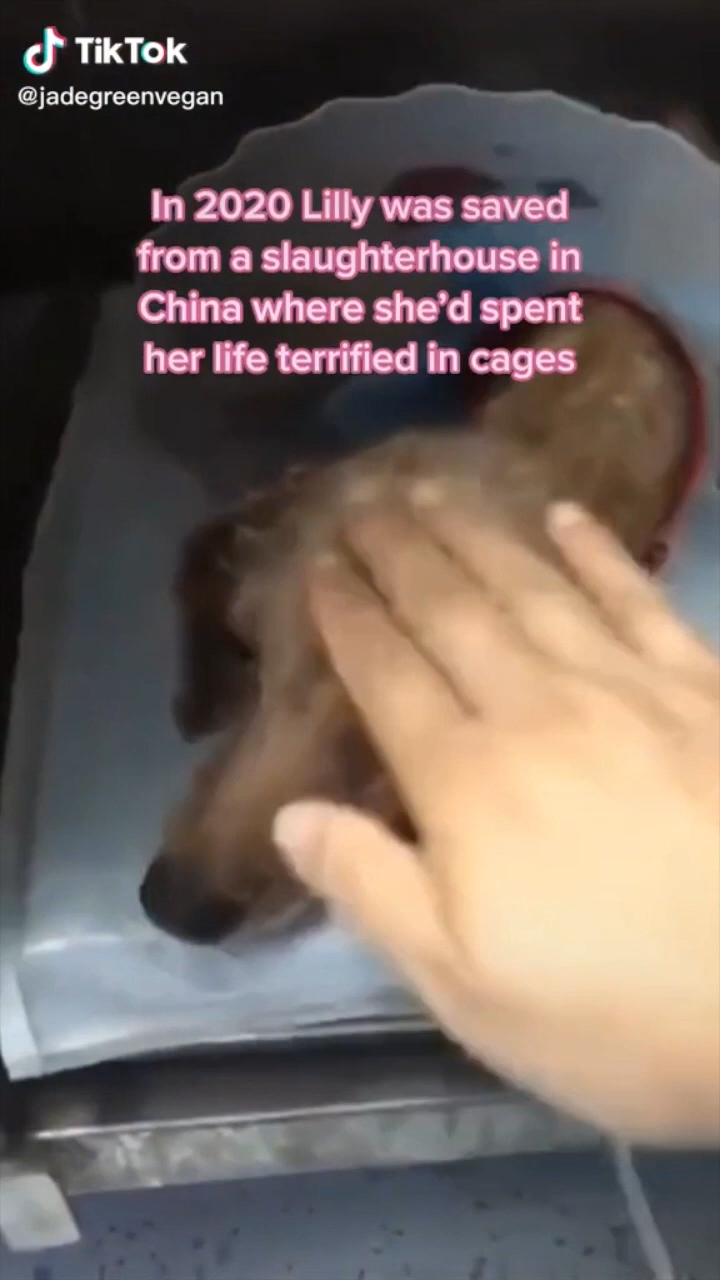 TikTok
@jadegreenvegan
In 2020 Lilly was saved
from a slaughterhouse in
China where she’d spent
her life terrified in cages